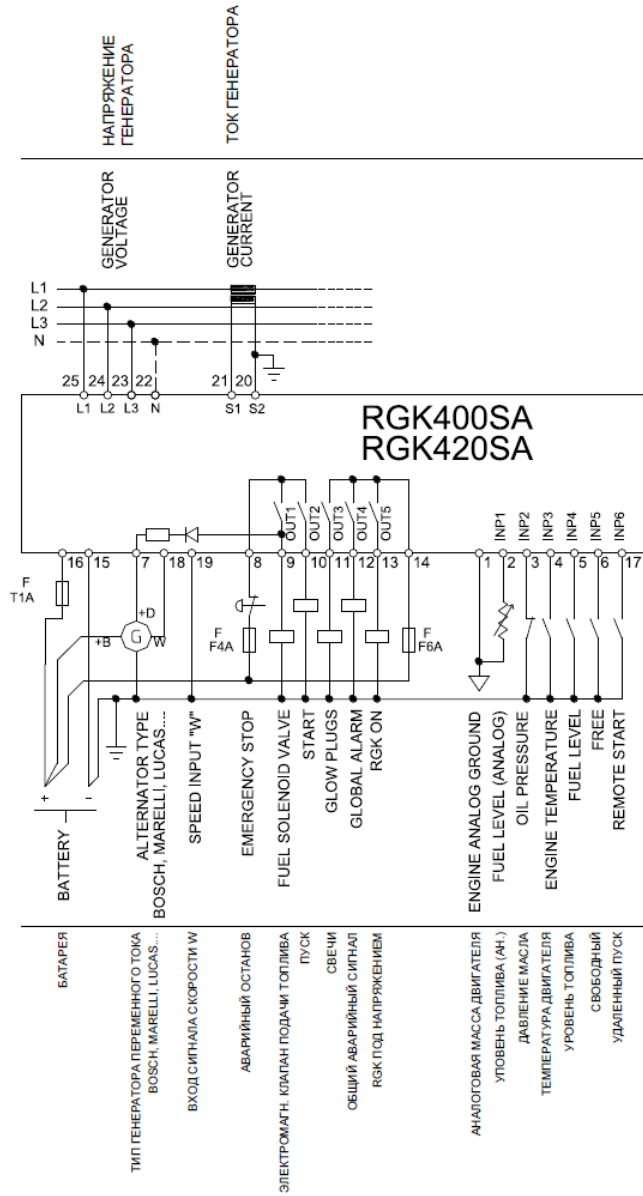 НАПРЯЖЕНИЕ
ГЕНЕРАТОРА
ТОК ГЕНЕРАТОРА
GENERATOR
VOLTAGE
GENERATOR
CURRENT
L1
L2
L3
N
25 24 23 22 21 20
L1 L2 L3 N S1 S2
RGK400SA
RGK420SA
OUT1
OUT2
OUT3
OUT4
OUT5
INP1
INP2
INP3
INP4
INP5
INP6
16 15 7 18 19 8 9 10 11 12 13 14 1 2 3 4 5 6 17
F
T1A
+D
+B
G
W
F
F4A
F
F6A
+
−
BATTERY
ALTERNATOR TYPE
BOSCH, MARELLI, LUCAS....
SPEED INPUT "W"
EMERGENCY STOP
FUEL SOLENOID VALVE
START
GLOW PLUGS
GLOBAL ALARM
RGK ON
ENGINE ANALOG GROUND
FUEL LEVEL (ANALOG)
OIL PRESSURE
ENGINE TEMPERATURE
FUEL LEVEL
FREE
REMOTE START
БАТАРЕЯ
ТИП ГЕНЕРАТОРА ПЕРЕМЕННОГО ТОКА
BOSCH, MARELLI, LUCAS....
ВХОД СИГНАЛА СКОРОСТИ W
АВАРИЙНЫЙ ОСТАНОВ
ЭЛЕКТРОМАГН. КЛАПАН ПОДАЧИ ТОПЛИВА
ПУСК
СВЕЧИ
ОБЩИЙ АВАРИЙНЫЙ СИГНАЛ
RGK ПОД НАПРЯЖЕНИЕМ
АНАЛОГОВАЯ МАССА ДВИГАТЕЛЯ
УПОВЕНЬ ТОПЛИВА (АН.)
ДАВЛЕНИЕ МАСЛА
ТЕМПЕРАТУРА ДВИГАТЕЛЯ
УРОВЕНЬ ТОПЛИВА
СВОБОДНЫЙ
УДАЛЕННЫЙ ПУСК